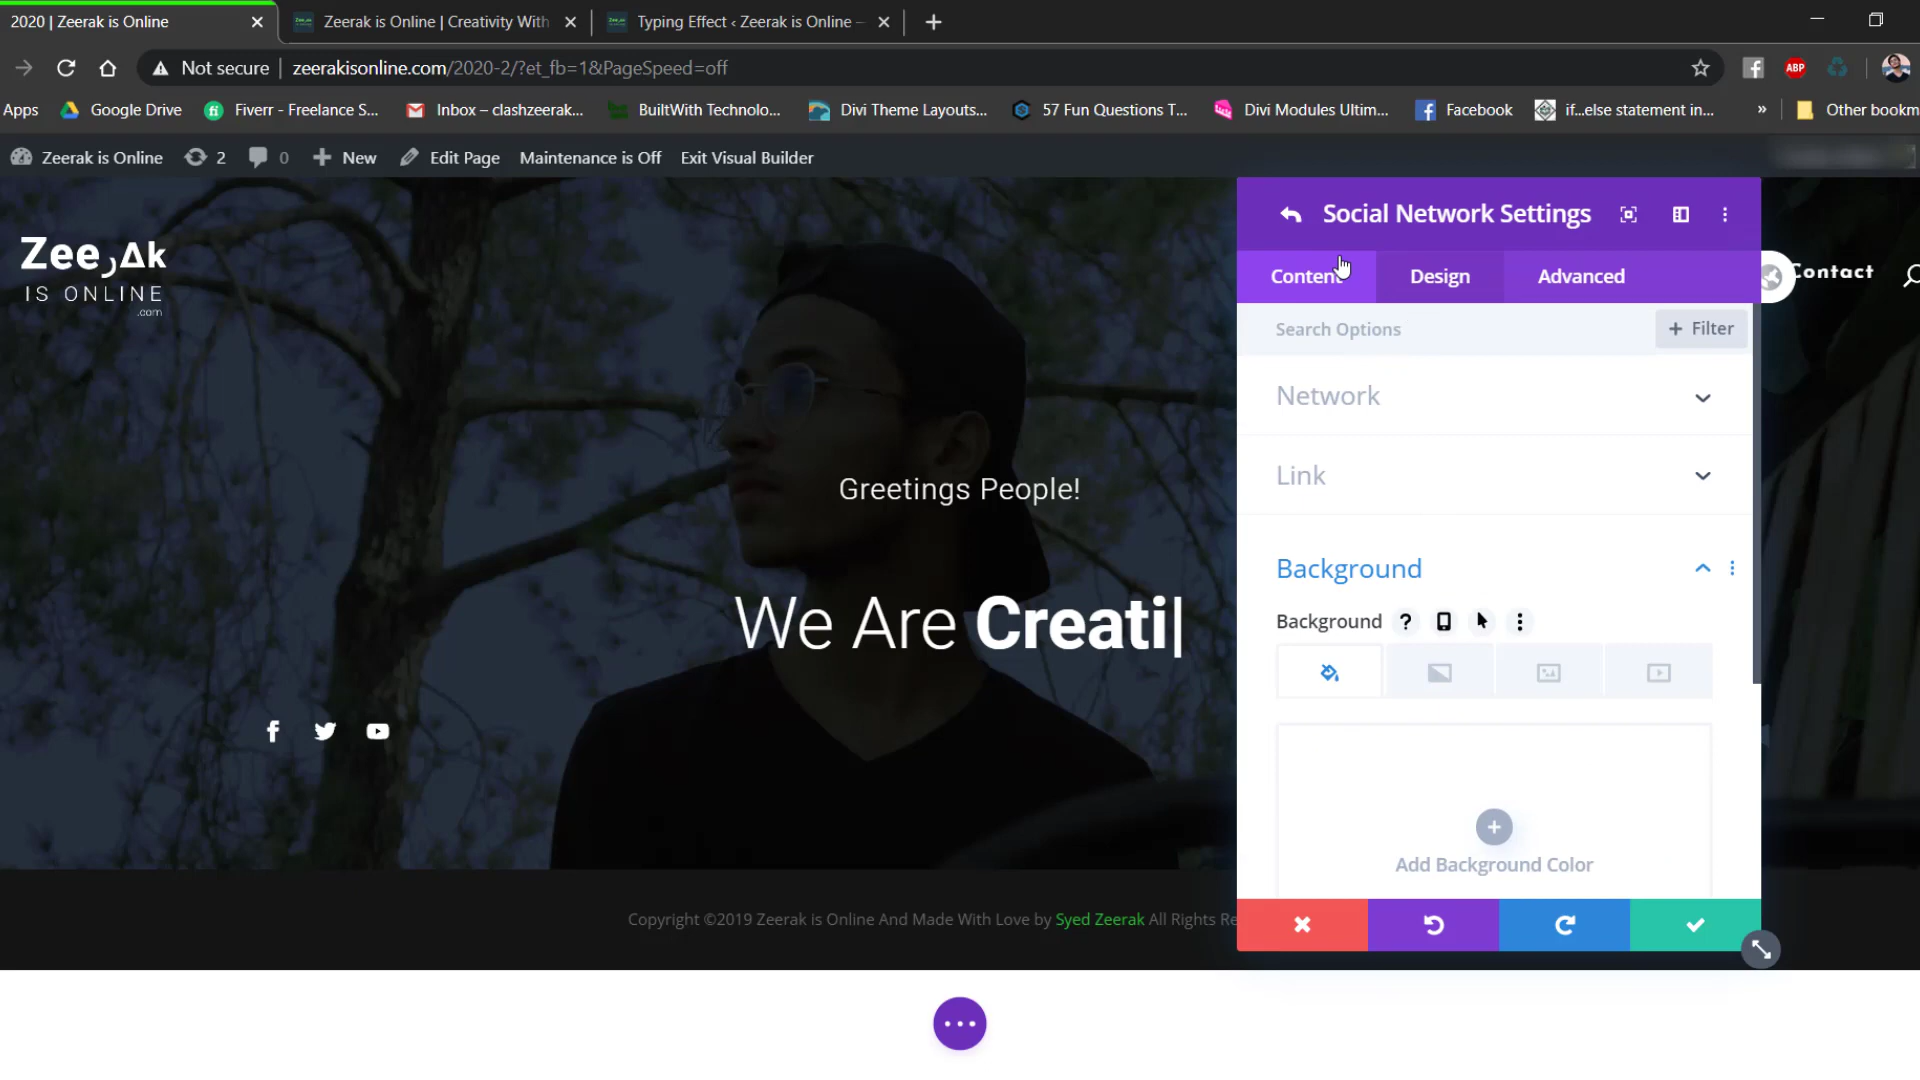 2020 | Zeerak is Online
Zeerak is Online | Creativity With
Typing Effect ‹ Zeerak is Online —
Not secure
zeerakisonline.com/2020-2/?et_fb=1&PageSpeed=off
ABP
Apps
Google Drive
Fiverr - Freelance S...
Inbox – clashzeerak...
BuiltWith Technolo...
Divi Theme Layouts...
57 Fun Questions T...
Divi Modules Ultim...
Facebook
if...else statement in...
»
Other bookm
Zeerak is Online
2
0
New
Edit Page
Maintenance is Off
Exit Visual Builder
Social Network Settings
Content
Design
Advanced
Contact
Search Options
+ Filter
Network
Link
Background
Background
?
Add Background Color
Zeeر∆k
IS ONLINE
.com
Greetings People!
We Are Creati|
Copyright ©2019 Zeerak is Online And Made With Love by Syed Zeerak All Rights Re